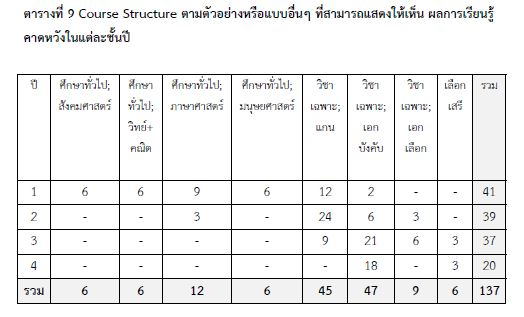 ตารางที่ 9 Course Structure ตามตัวอย่างหรือแบบอื่นๆ ที่สามารถแสดงให้เห็น ผลการเรียนรู้
คาดหวังในแต่ละชั้นปี
ปี ศึกษาทั่วไป; สังคมศาสตร์ ศึกษาทั่วไป; วิทย์+คณิต ศึกษาทั่วไป; ภาษาศาสตร์ ศึกษาทั่วไป; มนุษยศาสตร์ วิชาเฉพาะ; แกน วิชาเฉพาะ; เอกบังคับ วิชาเฉพาะ; เอกเลือก เลือกเสรี รวม
1 6 6 9 6 12 2 - - 41
2 - - 3 - 24 6 3 - 39
3 - - - - 9 21 6 3 37
4 - - - - - 18 - 3 20
รวม 6 6 12 6 45 47 9 6 137